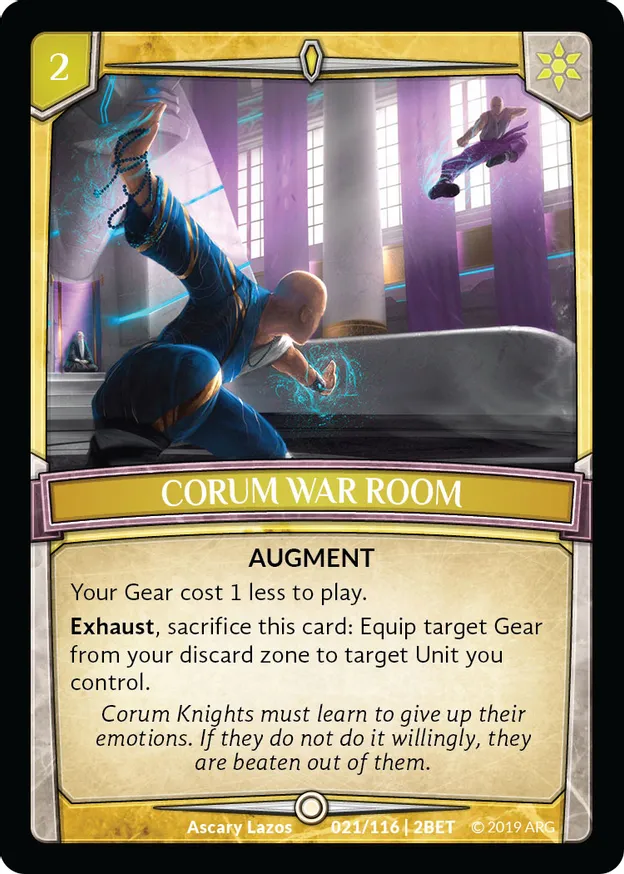 2
CORUM WAR ROOM
AUGMENT
Your Gear cost 1 less to play.
Exhaust, sacrifice this card: Equip target Gear
from your discard zone to target Unit you
control.
Corum Knights must learn to give up their
emotions. If they do not do it willingly, they
are beaten out of them.
Ascary Lazos 021/116 | 2BET © 2019 ARG